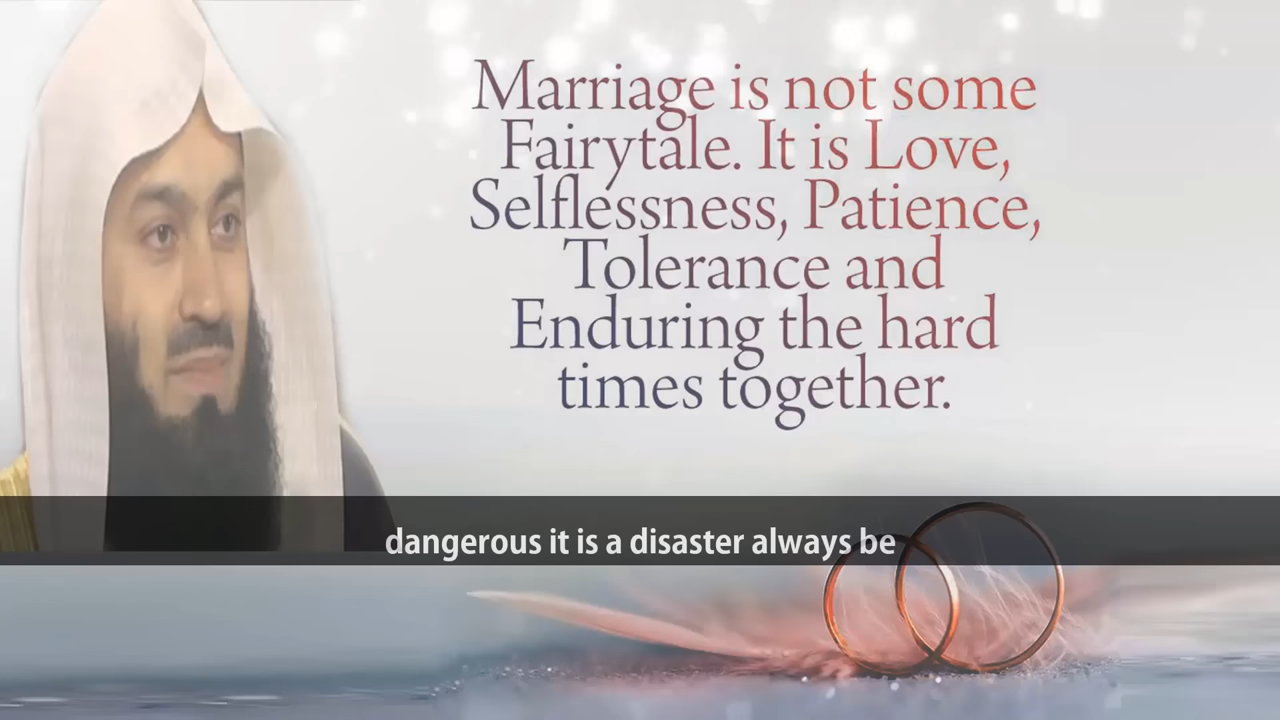 Marriage is not some
Fairytale. It is Love,
Selflessness, Patience,
Tolerance and
Enduring the hard
times together.
dangerous it is a disaster always be